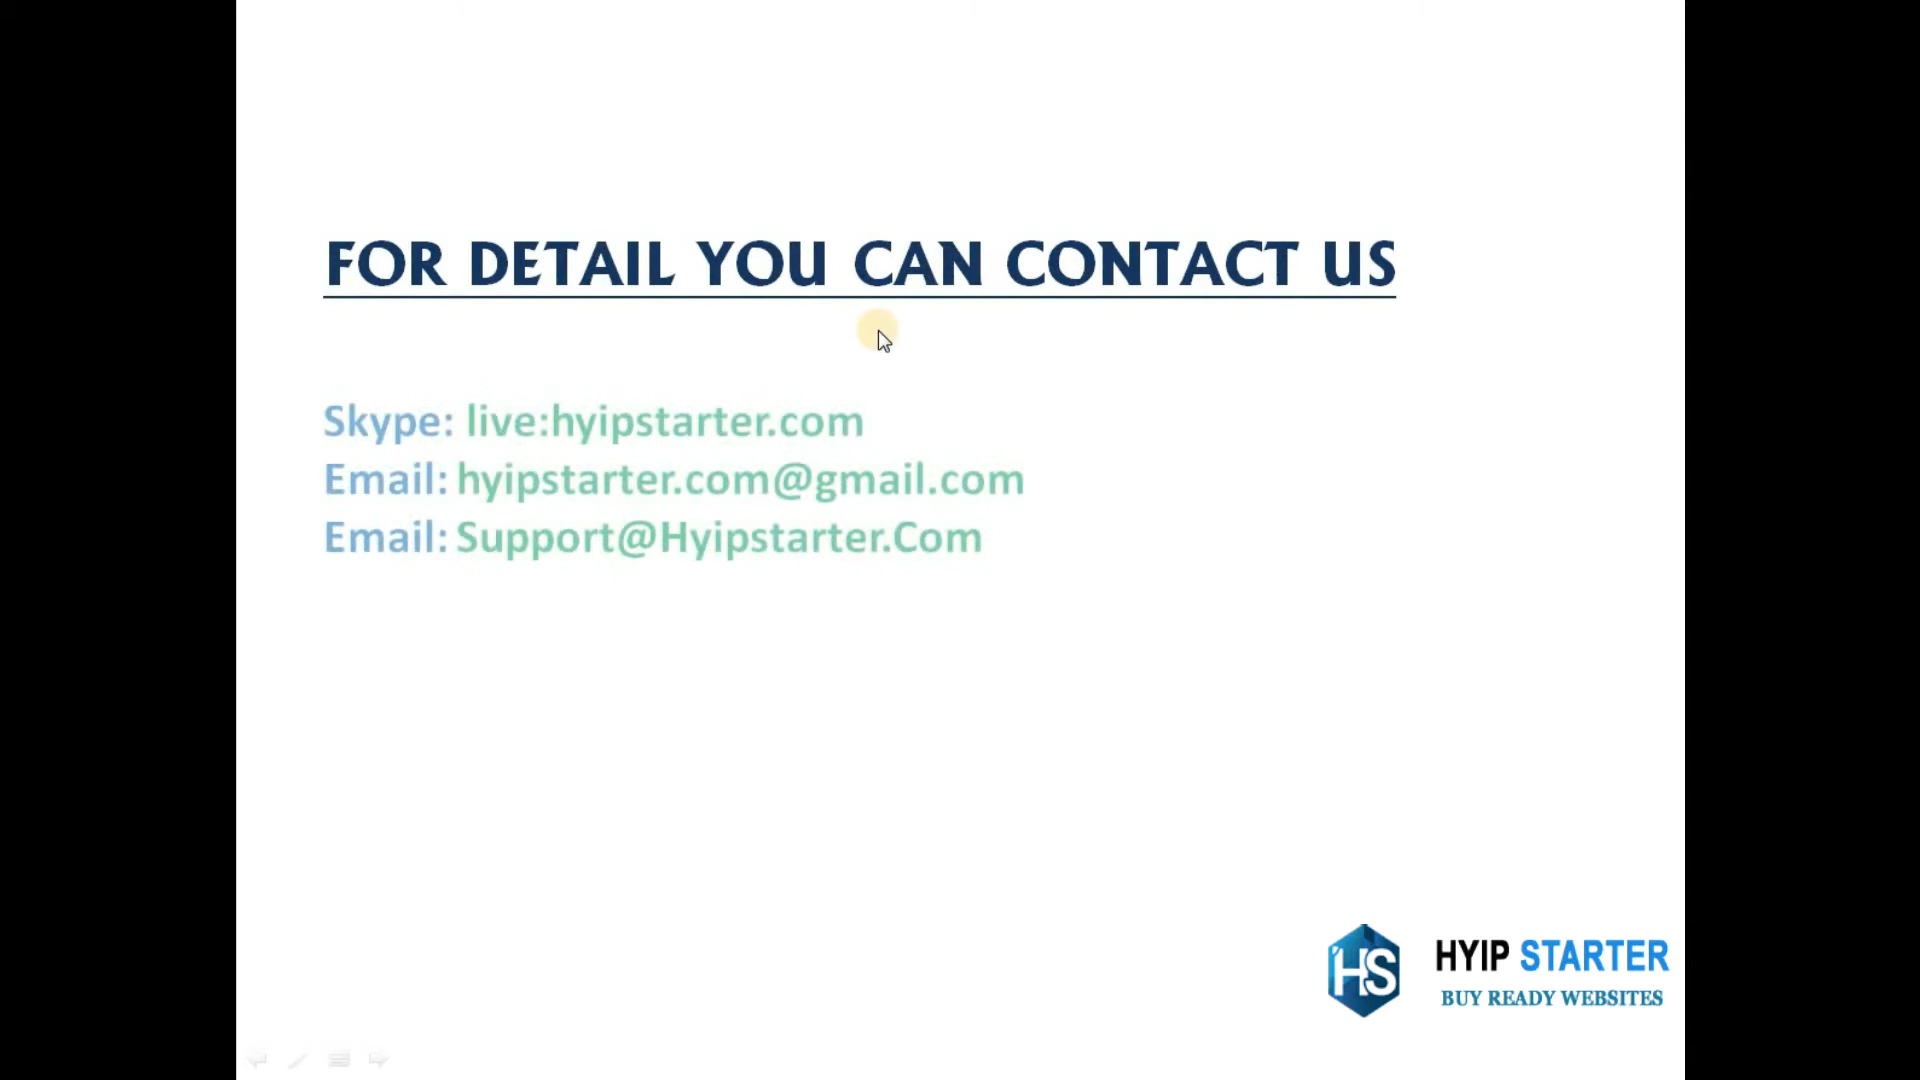 FOR DETAIL YOU CAN CONTACT US
Skype: live:hyipstarter.com
Email: hyipstarter.com@gmail.com
Email: Support@Hyipstarter.Com
HS
HYIP STARTER
BUY READY WEBSITES